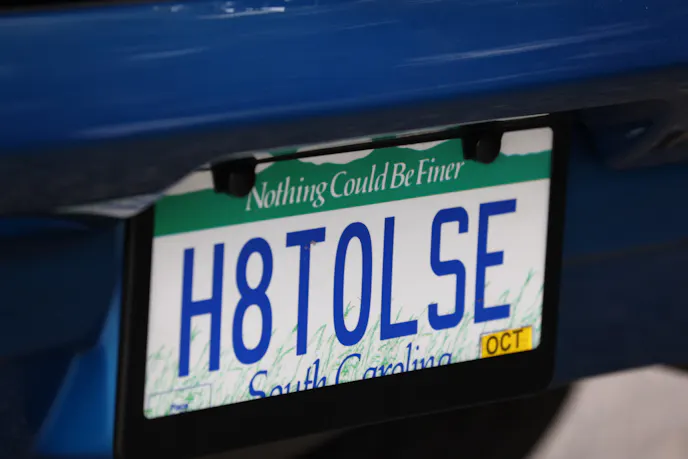 Nothing Could Be Finer
H8TOLSE
OCT
South Carolina